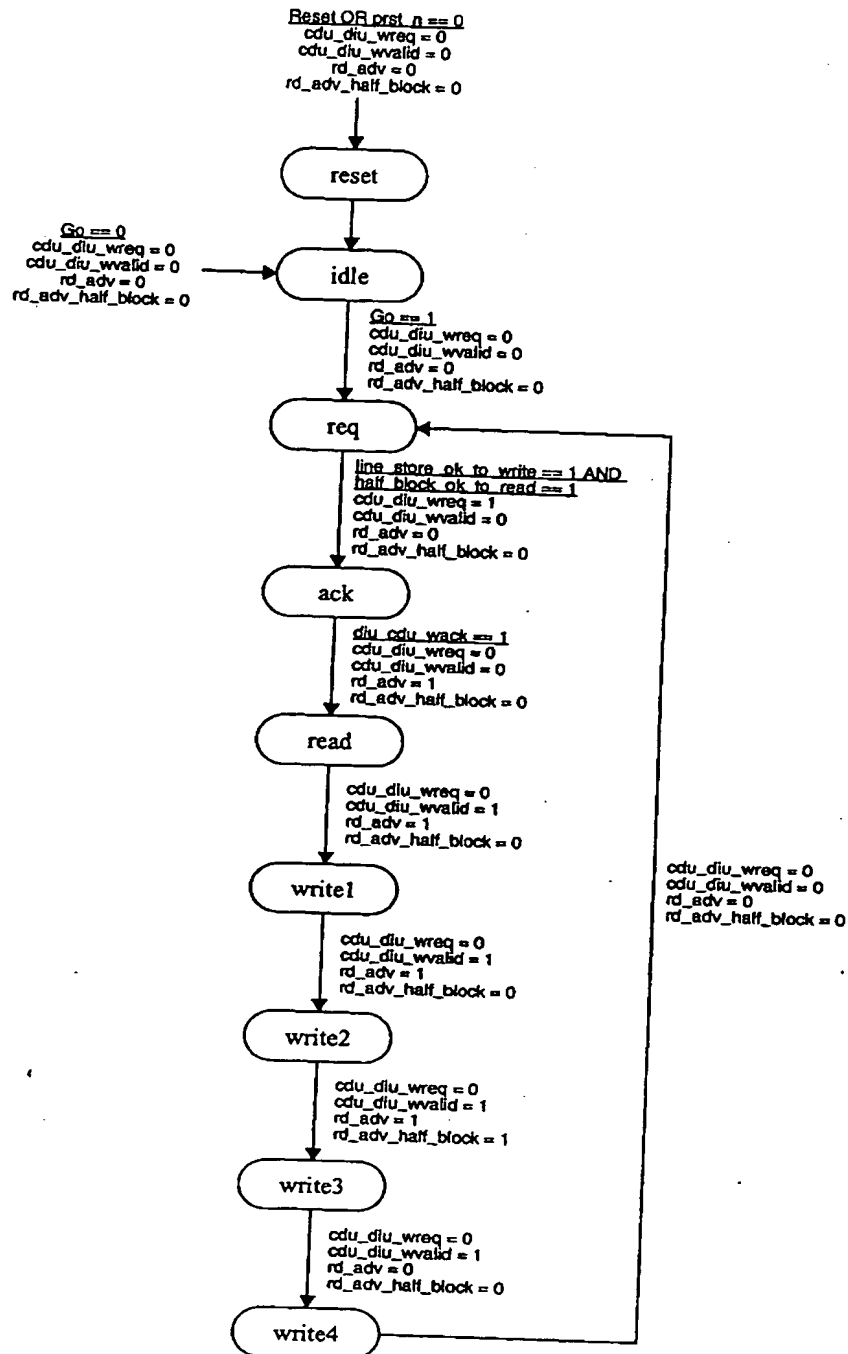 Reset OR prst_n == 0
cdu_diu_wreq = 0
cdu_diu_wvalid = 0
rd_adv = 0
rd_adv_half_block = 0
reset
Go == 0
cdu_diu_wreq = 0
cdu_diu_wvalid = 0
rd_adv = 0
rd_adv_half_block = 0
idle
Go == 1
cdu_diu_wreq = 0
cdu_diu_wvalid = 0
rd_adv = 0
rd_adv_half_block = 0
req
line_store_ok_to_write == 1 AND
half_block_ok_to_read == 1
cdu_diu_wreq = 1
cdu_diu_wvalid = 0
rd_adv = 0
rd_adv_half_block = 0
ack
diu_cdu_wack == 1
cdu_diu_wreq = 0
cdu_diu_wvalid = 0
rd_adv = 1
rd_adv_half_block = 0
read
cdu_diu_wreq = 0
cdu_diu_wvalid = 1
rd_adv = 1
rd_adv_half_block = 0
write1
cdu_diu_wreq = 0
cdu_diu_wvalid = 0
rd_adv = 0
rd_adv_half_block = 0
cdu_diu_wreq = 0
cdu_diu_wvalid = 1
rd_adv = 1
rd_adv_half_block = 0
write2
cdu_diu_wreq = 0
cdu_diu_wvalid = 1
rd_adv = 1
rd_adv_half_block = 1
write3
cdu_diu_wreq = 0
cdu_diu_wvalid = 1
rd_adv = 0
rd_adv_half_block = 0
write4